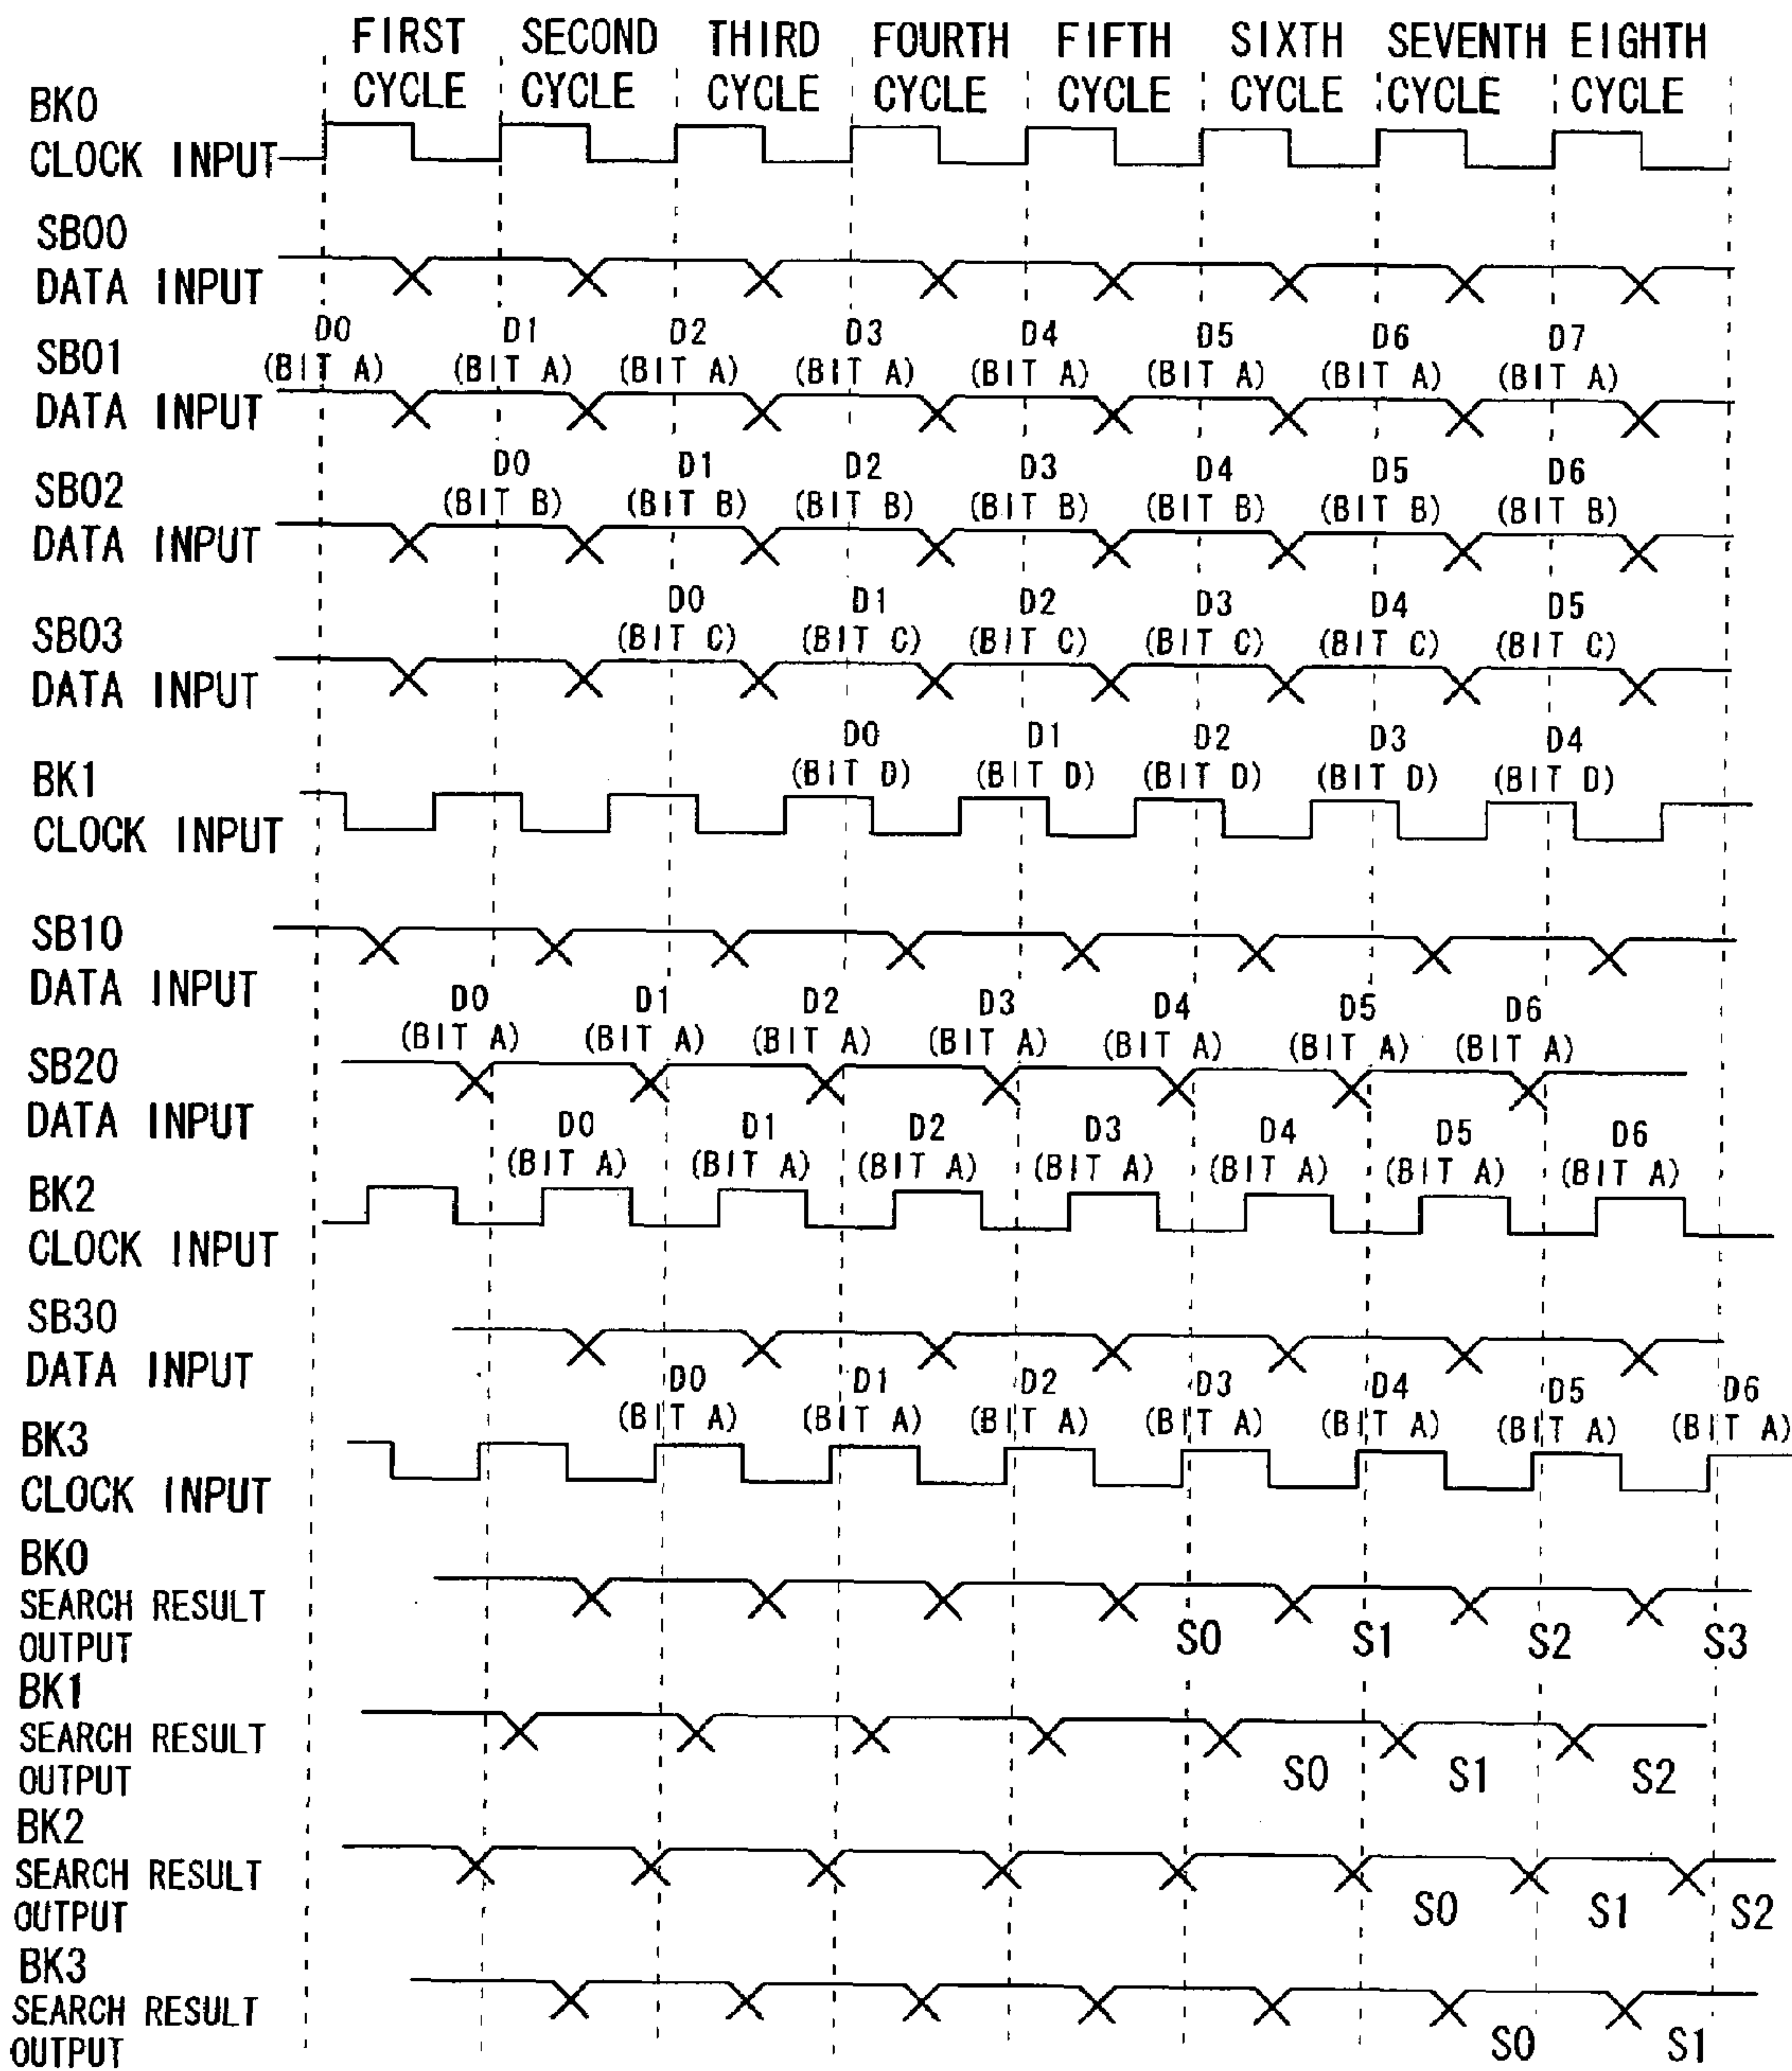 FIRST SECOND THIRD FOURTH FIFTH SIXTH SEVENTH EIGHTH
CYCLE CYCLE CYCLE CYCLE CYCLE CYCLE CYCLE CYCLE
BK0
CLOCK INPUT
SB00
DATA INPUT
D0 D1 D2 D3 D4 D5 D6 D7
(BIT A) (BIT A) (BIT A) (BIT A) (BIT A) (BIT A) (BIT A) (BIT A)
SB01
DATA INPUT
D0 D1 D2 D3 D4 D5 D6
(BIT B) (BIT B) (BIT B) (BIT B) (BIT B) (BIT B) (BIT B)
SB02
DATA INPUT
D0 D1 D2 D3 D4 D5
(BIT C) (BIT C) (BIT C) (BIT C) (BIT C) (BIT C)
SB03
DATA INPUT
D0 D1 D2 D3 D4
(BIT D) (BIT D) (BIT D) (BIT D) (BIT D)
BK1
CLOCK INPUT
SB10
DATA INPUT
D0 D1 D2 D3 D4 D5 D6
(BIT A) (BIT A) (BIT A) (BIT A) (BIT A) (BIT A) (BIT A)
SB20
DATA INPUT
D0 D1 D2 D3 D4 D5 D6
(BIT A) (BIT A) (BIT A) (BIT A) (BIT A) (BIT A) (BIT A)
BK2
CLOCK INPUT
SB30
DATA INPUT
D0 D1 D2 D3 D4 D5 D6
(BIT A) (BIT A) (BIT A) (BIT A) (BIT A) (BIT A) (BIT A)
BK3
CLOCK INPUT
BK0
SEARCH RESULT
OUTPUT
S0 S1 S2 S3
BK1
SEARCH RESULT
OUTPUT
S0 S1 S2
BK2
SEARCH RESULT
OUTPUT
S0 S1 S2
BK3
SEARCH RESULT
OUTPUT
S0 S1